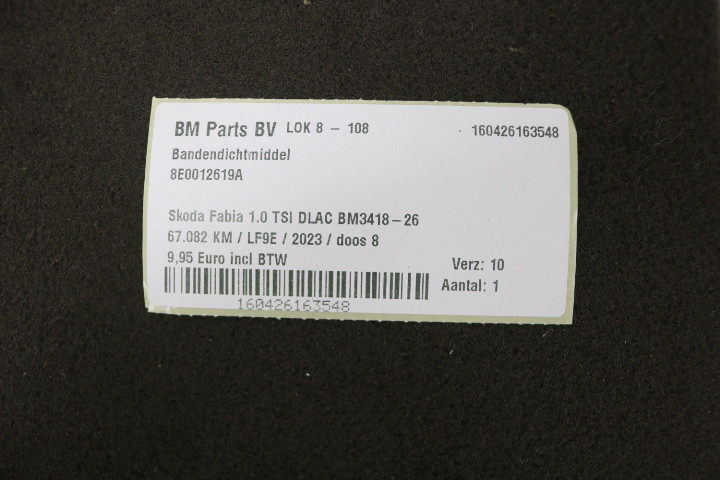 BM Parts BV LOK 8 - 108 160426163548
Bandendichtmiddel
8E0012619A
Skoda Fabia 1.0 TSI DLAC BM3418-26
67.082 KM / LF9E / 2023 / doos 8
9,95 Euro incl BTW Verz: 10
Aantal: 1
160426163548